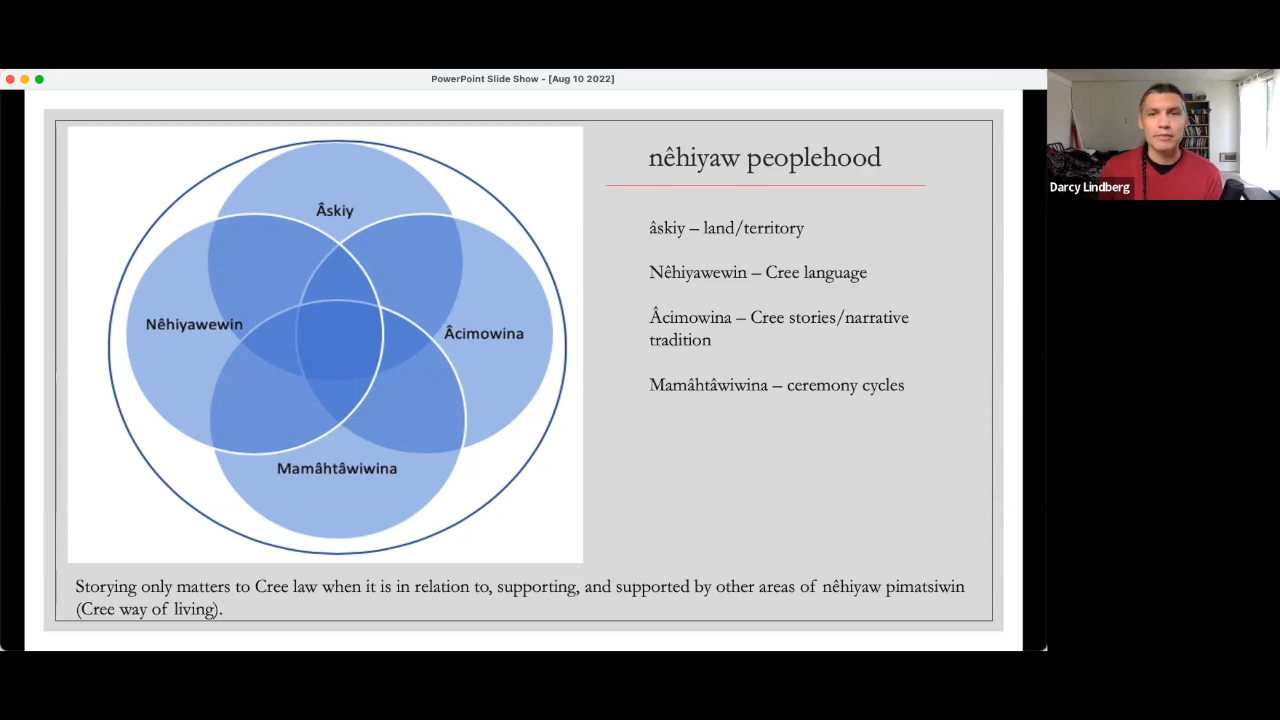 PowerPoint Slide Show - [Aug 10 2022]
Âskiy
Nêhiyawewin
Âcimowina
Mamâhtâwiwina
nêhiyaw peoplehood
âskiy – land/territory
Nêhiyawewin – Cree language
Âcimowina – Cree stories/narrative
tradition
Mamâhtâwiwina – ceremony cycles
Storying only matters to Cree law when it is in relation to, supporting, and supported by other areas of nêhiyaw pimatsiwin
(Cree way of living).
Darcy Lindberg